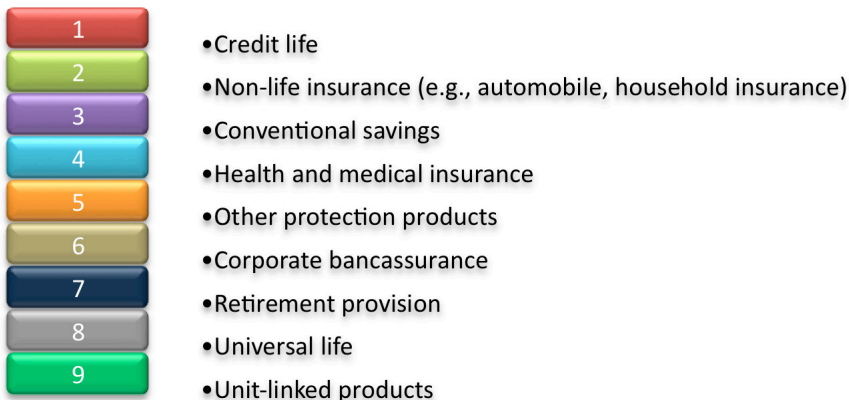 1
•Credit life
2
•Non-life insurance (e.g., automobile, household insurance)
3
•Conventional savings
4
•Health and medical insurance
5
•Other protection products
6
•Corporate bancassurance
7
•Retirement provision
8
•Universal life
9
•Unit-linked products